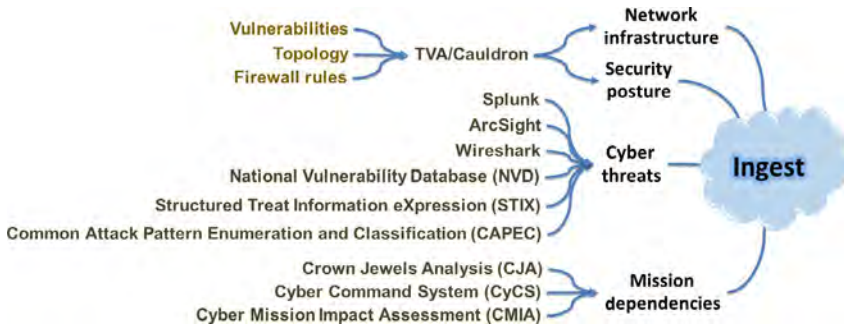 Vulnerabilities
Topology
Firewall rules
TVA/Cauldron
Network
infrastructure
Security
posture
Splunk
ArcSight
Wireshark
National Vulnerability Database (NVD)
Structured Treat Information eXpression (STIX)
Common Attack Pattern Enumeration and Classification (CAPEC)
Cyber
threats
Ingest
Crown Jewels Analysis (CJA)
Cyber Command System (CyCS)
Cyber Mission Impact Assessment (CMIA)
Mission
dependencies